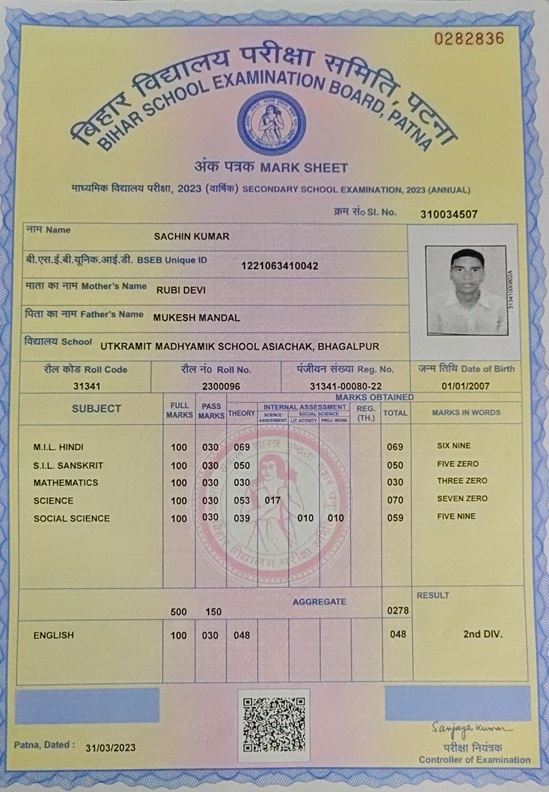 0282836
बिहार विद्यालय परीक्षा समिति, पटना
BIHAR SCHOOL EXAMINATION BOARD, PATNA
अंक पत्रक MARK SHEET
माध्यमिक विद्यालय परीक्षा, 2023 (वार्षिक) SECONDARY SCHOOL EXAMINATION, 2023 (ANNUAL)
क्रम सं० Sl. No. 310034507
नाम Name SACHIN KUMAR
बी.एस.ई.बी.यूनिक.आई.डी. BSEB Unique ID 1221063410042
माता का नाम Mother's Name RUBI DEVI
पिता का नाम Father's Name MUKESH MANDAL
विद्यालय School UTKRAMIT MADHYAMIK SCHOOL ASIACHAK, BHAGALPUR
रौल कोड Roll Code रौल नं० Roll No. पंजीयन संख्या Reg. No. जन्म तिथि Date of Birth
31341 2300096 31341-00080-22 01/01/2007
MARKS OBTAINED
SUBJECT FULL MARKS PASS MARKS THEORY INTERNAL ASSESSMENT REG. (TH.) TOTAL MARKS IN WORDS
SCIENCE ASSESSMENT SOCIAL SCIENCE
LIT.ACTIVITY PROJ. WORK
M.I.L. HINDI 100 030 069 069 SIX NINE
S.I.L. SANSKRIT 100 030 050 050 FIVE ZERO
MATHEMATICS 100 030 030 030 THREE ZERO
SCIENCE 100 030 053 017 070 SEVEN ZERO
SOCIAL SCIENCE 100 030 039 010 010 059 FIVE NINE
AGGREGATE RESULT
500 150 0278
ENGLISH 100 030 048 048 2nd DIV.
Patna, Dated : 31/03/2023
Sanjaya Kumar
परीक्षा नियंत्रक
Controller of Examination